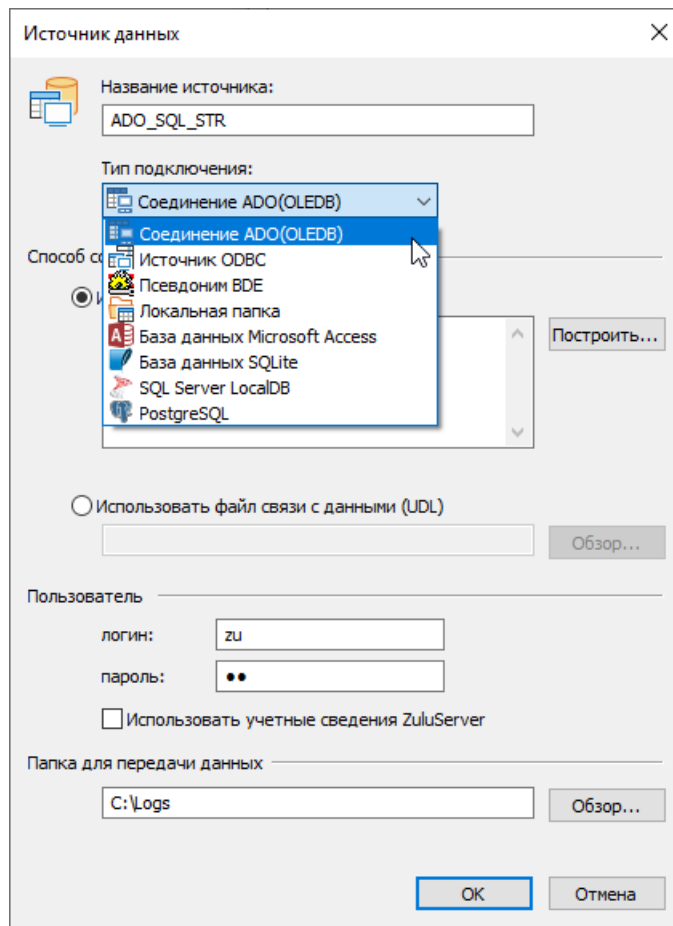 Источник данных
Название источника:
ADO_SQL_STR
Тип подключения:
Соединение ADO(OLEDB)
Соединение ADO(OLEDB)
Способ
Источник ODBC
Псевдоним BDE
Локальная папка
База данных Microsoft Access
Построить...
База данных SQLite
SQL Server LocalDB
PostgreSQL
Использовать файл связи с данными (UDL)
Обзор...
Пользователь
логин:
zu
пароль:
●●
Использовать учетные сведения ZuluServer
Папка для передачи данных
C:\Logs
Обзор...
OK
Отмена